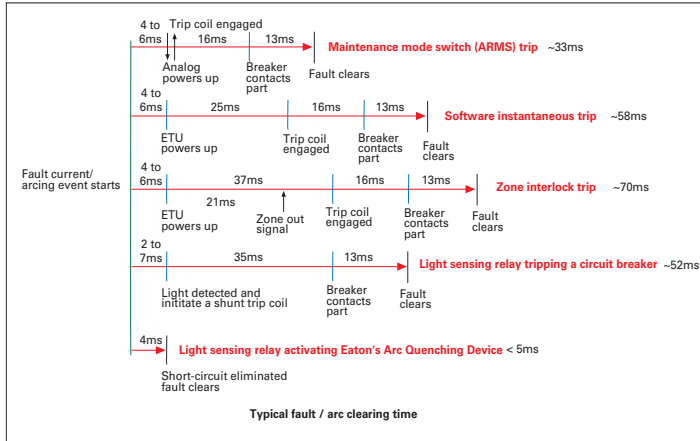 4 to Trip coil engaged
6ms 16ms 13ms
Maintenance mode switch (ARMS) trip ~33ms
Analog Breaker Fault clears
powers up contacts
part
4 to
6ms 25ms 16ms 13ms
Software instantaneous trip ~58ms
ETU Trip coil Breaker Fault
powers up engaged contacts clears
part
Fault current/
arcing event starts
4 to
6ms 37ms 16ms 13ms
Zone interlock trip ~70ms
21ms
ETU Zone out Trip coil Breaker Fault
powers up signal engaged contacts clears
part
2 to
7ms 35ms 13ms
Light sensing relay tripping a circuit breaker ~52ms
Light detected and Breaker Fault
inititate a shunt trip coil contacts clears
part
4ms
Light sensing relay activating Eaton's Arc Quenching Device < 5ms
Short-circuit eliminated
fault clears
Typical fault / arc clearing time